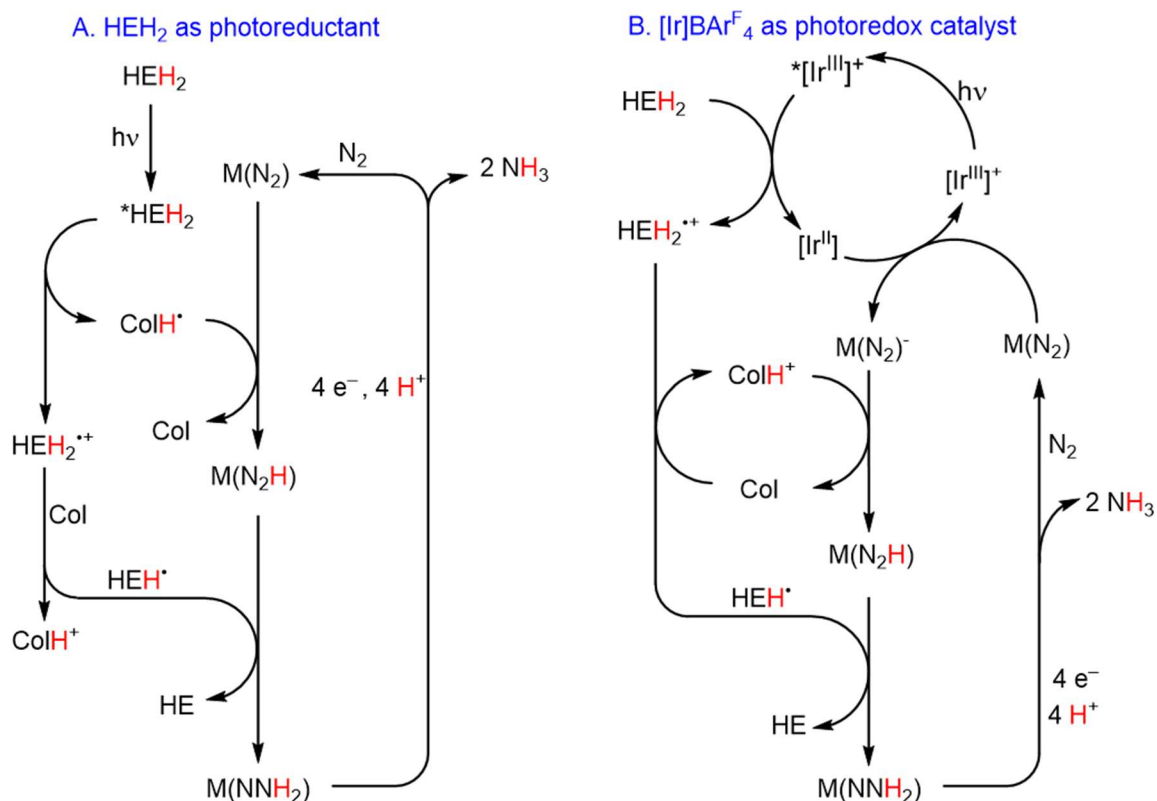 A. HEH₂ as photoreductant
HEH₂
hν
*HEH₂
ColH•
Col
HEH₂•+
Col
HEH•
ColH⁺
HE
M(N₂)
N₂
2 NH₃
4 e⁻, 4 H⁺
M(N₂H)
M(NNH₂)
B. [Ir]BArF₄ as photoredox catalyst
*[IrIII]+
HEH₂
hν
[IrIII]+
HEH₂•+
[IrII]
M(N₂)⁻
M(N₂)
ColH⁺
Col
N₂
2 NH₃
M(N₂H)
HEH•
HE
4 e⁻
4 H⁺
M(NNH₂)